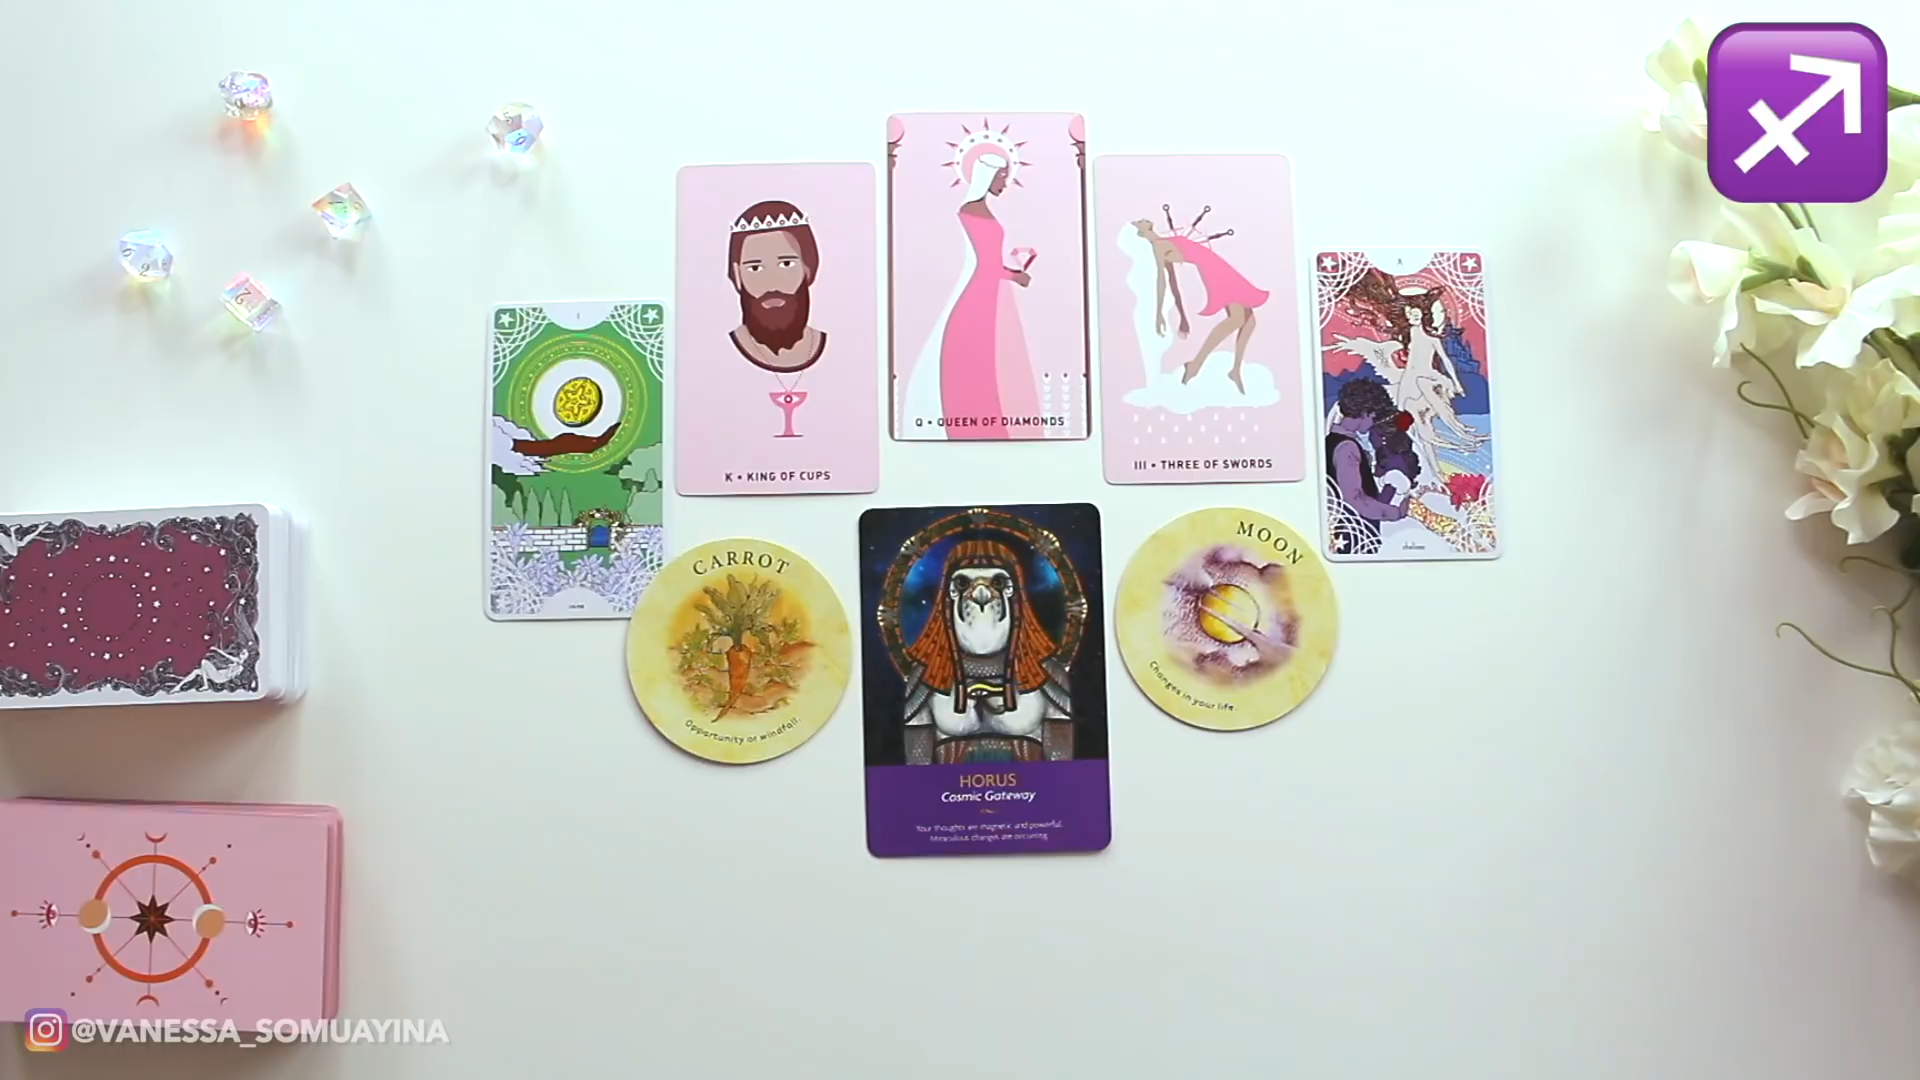 K • KING OF CUPS
Q • QUEEN OF DIAMONDS
III • THREE OF SWORDS
I
V
CARROT
Opportunity or windfall.
MOON
Changes in your life.
HORUS
Cosmic Gateway
Your thoughts are magnetic and powerful.
Miraculous changes are occurring.
@VANESSA_SOMUAYINA